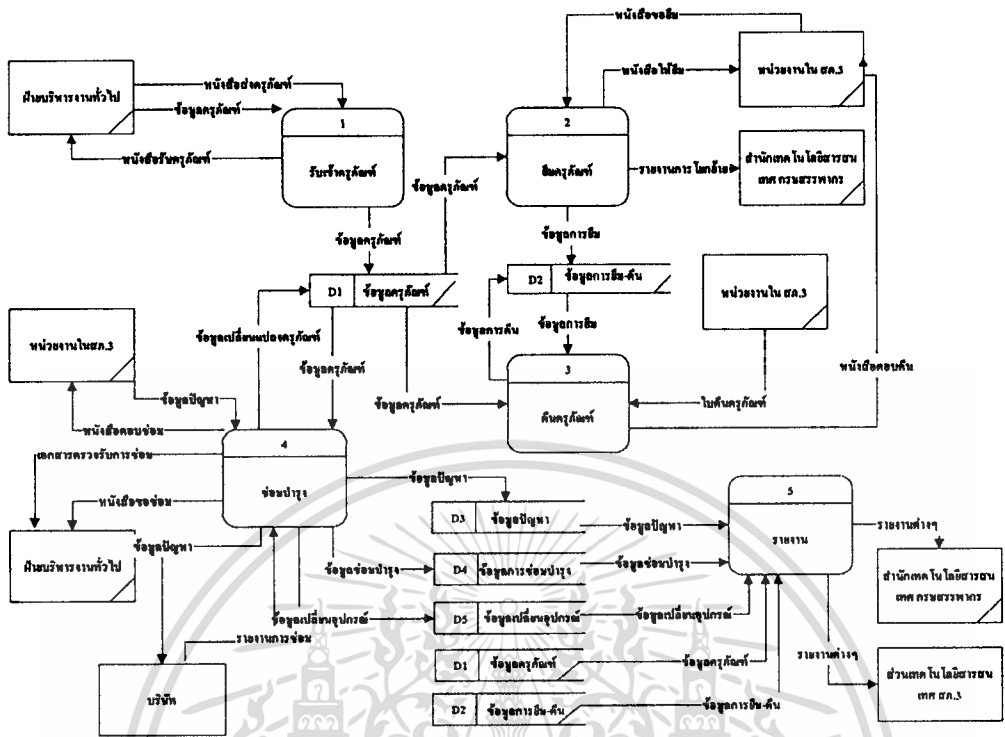 หนังสือขอยืม
ฝ่ายบริหารงานทั่วไป
หนังสือส่งครุภัณฑ์
ข้อมูลครุภัณฑ์
หนังสือรับครุภัณฑ์
1
รับเข้าครุภัณฑ์
2
ยืมครุภัณฑ์
หนังสือให้ยืม
หน่วยงานใน สภ.3
รายงานการโยกย้าย
สำนักเทคโนโลยีสารสน
เทศ กรมสรรพากร
ข้อมูลครุภัณฑ์
ข้อมูลครุภัณฑ์
ข้อมูลการยืม
D1 ข้อมูลครุภัณฑ์
D2 ข้อมูลการยืม-คืน
หน่วยงานใน สภ.3
หน่วยงานในสภ.3
ข้อมูลเปลี่ยนแปลงครุภัณฑ์
ข้อมูลครุภัณฑ์
ข้อมูลการคืน
ข้อมูลการยืม
หนังสือตอบคืน
3
คืนครุภัณฑ์
ข้อมูลครุภัณฑ์
ใบคืนครุภัณฑ์
ข้อมูลปัญหา
หนังสือตอบซ่อม
เอกสารตรวจรับการซ่อม
หนังสือขอซ่อม
4
ซ่อมบำรุง
ข้อมูลปัญหา
ฝ่ายบริหารงานทั่วไป
ข้อมูลปัญหา
ข้อมูลซ่อมบำรุง
ข้อมูลเปลี่ยนอุปกรณ์
รายงานการซ่อม
บริษัท
D3 ข้อมูลปัญหา
D4 ข้อมูลการซ่อมบำรุง
D5 ข้อมูลเปลี่ยนอุปกรณ์
D1 ข้อมูลครุภัณฑ์
D2 ข้อมูลการยืม-คืน
ข้อมูลปัญหา
ข้อมูลซ่อมบำรุง
ข้อมูลเปลี่ยนอุปกรณ์
ข้อมูลครุภัณฑ์
ข้อมูลการยืม-คืน
5
รายงาน
รายงานต่างๆ
สำนักเทคโนโลยีสารสน
เทศ กรมสรรพากร
รายงานต่างๆ
ส่วนเทคโนโลยีสารสน
เทศ สภ.3